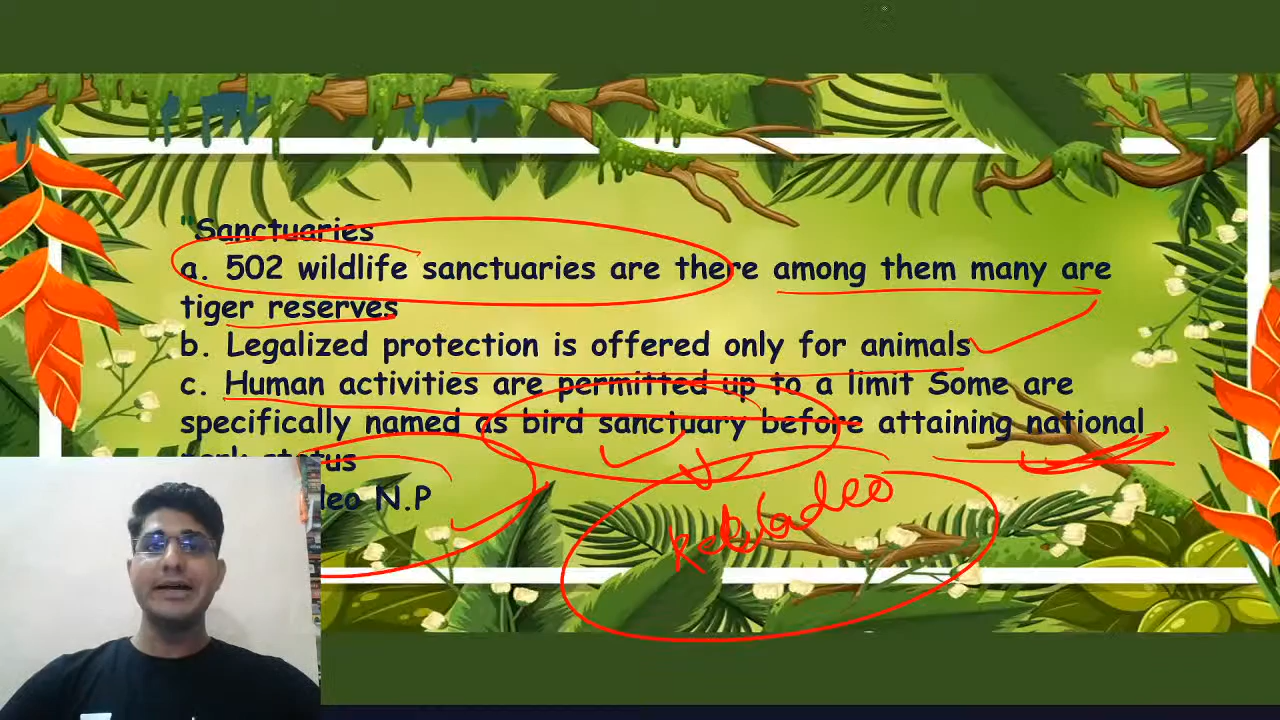 "Sanctuaries
a. 502 wildlife sanctuaries are there among them many are
tiger reserves
b. Legalized protection is offered only for animals
c. Human activities are permitted up to a limit Some are
specifically named as bird sanctuary before attaining national
park status
leo N.P